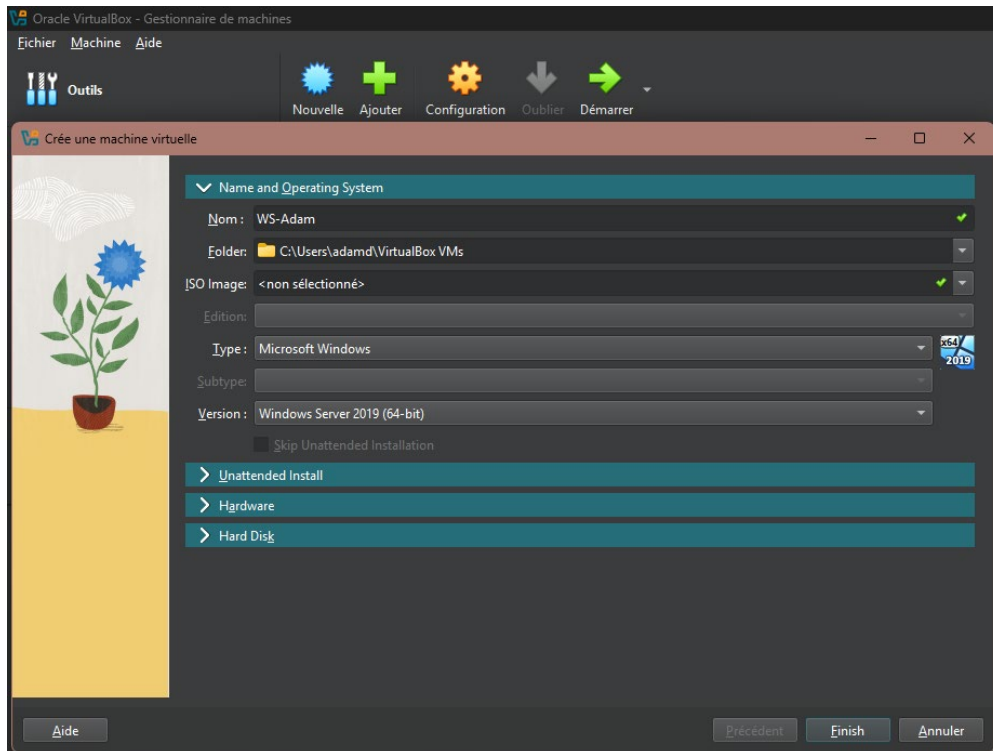 Oracle VirtualBox - Gestionnaire de machines
Fichier Machine Aide
Outils
Nouvelle Ajouter Configuration Oublier Démarrer
Crée une machine virtuelle
Name and Operating System
Nom : WS-Adam
Folder: C:\Users\adamd\VirtualBox VMs
ISO Image: <non sélectionné>
Edition:
Type : Microsoft Windows
x64
2019
Subtype:
Version : Windows Server 2019 (64-bit)
Skip Unattended Installation
Unattended Install
Hardware
Hard Disk
Aide Précédent Finish Annuler